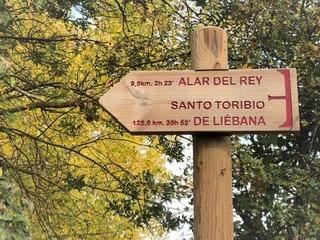 9,5km. 2h 23' ALAR DEL REY
SANTO TORIBIO
125,6 km. 35h 53' DE LIÉBANA